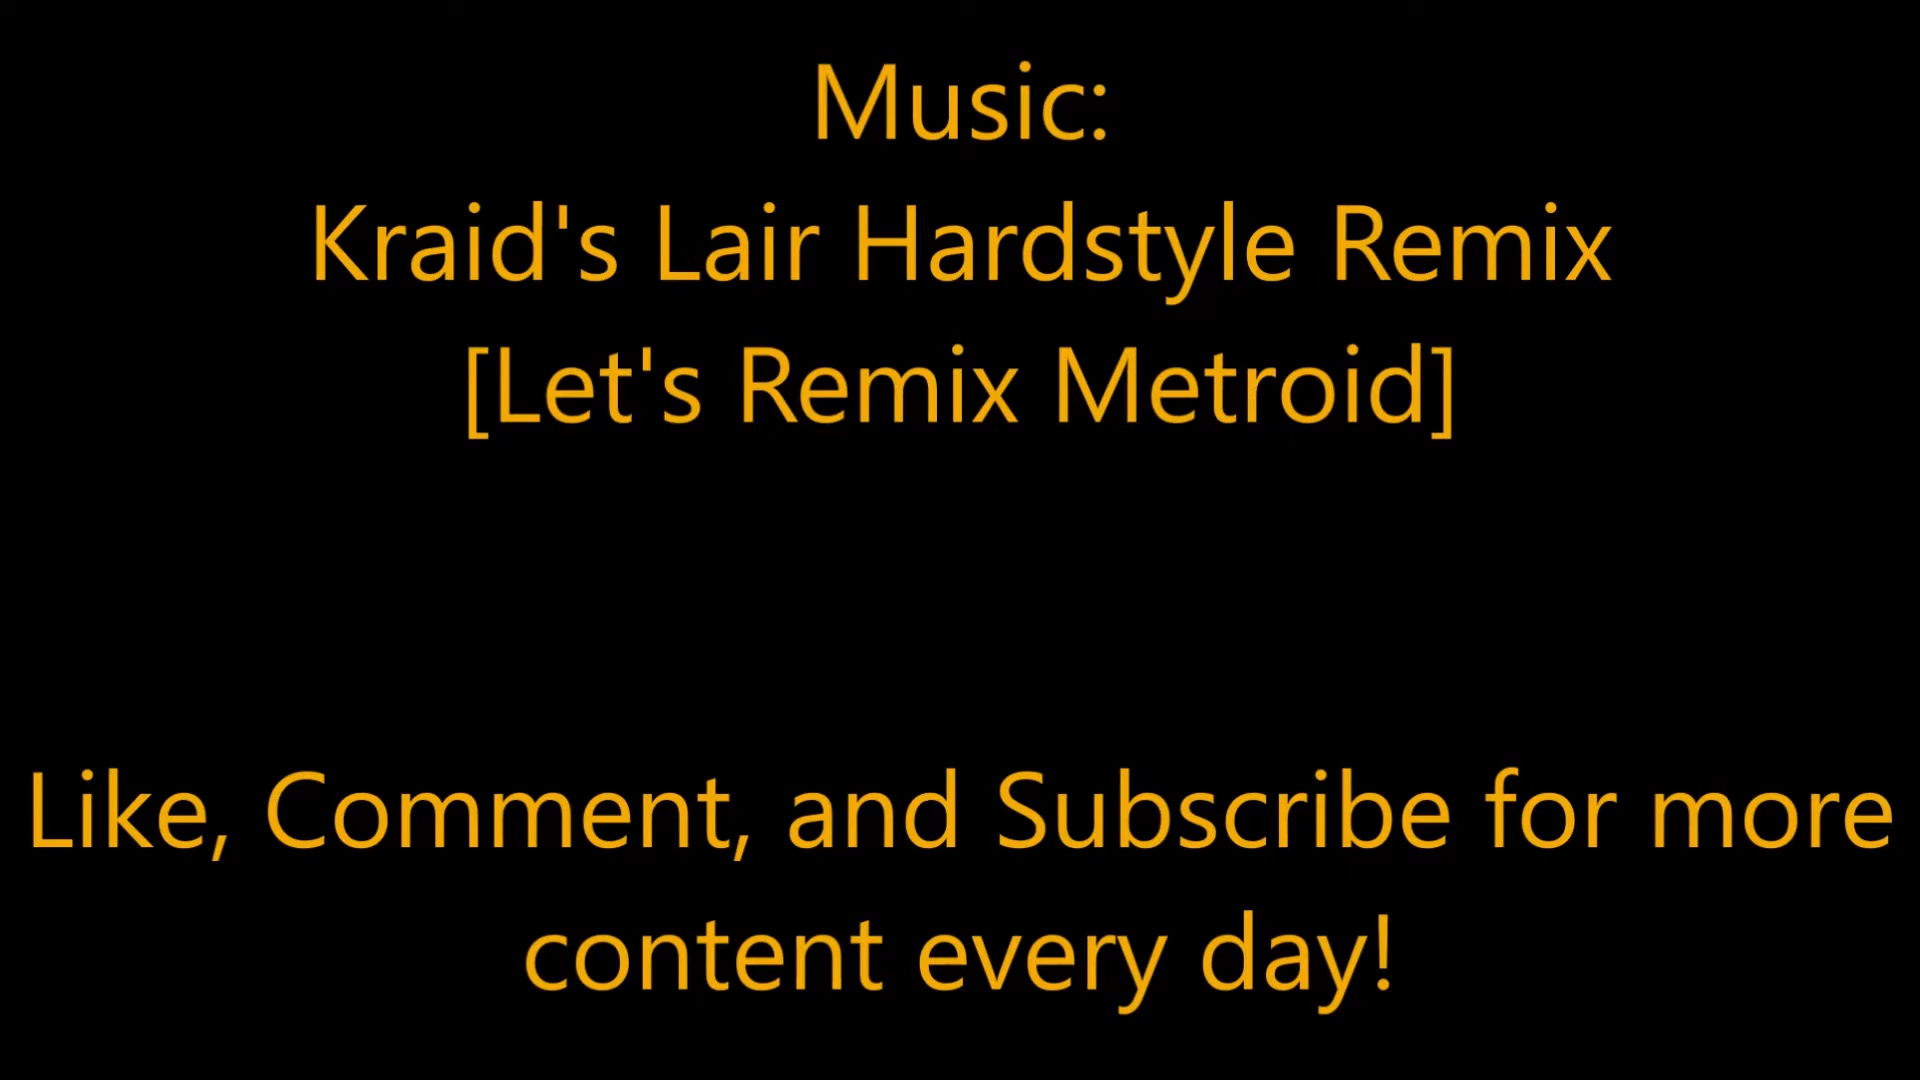 Music:
Kraid's Lair Hardstyle Remix
[Let's Remix Metroid]
Like, Comment, and Subscribe for more
content every day!